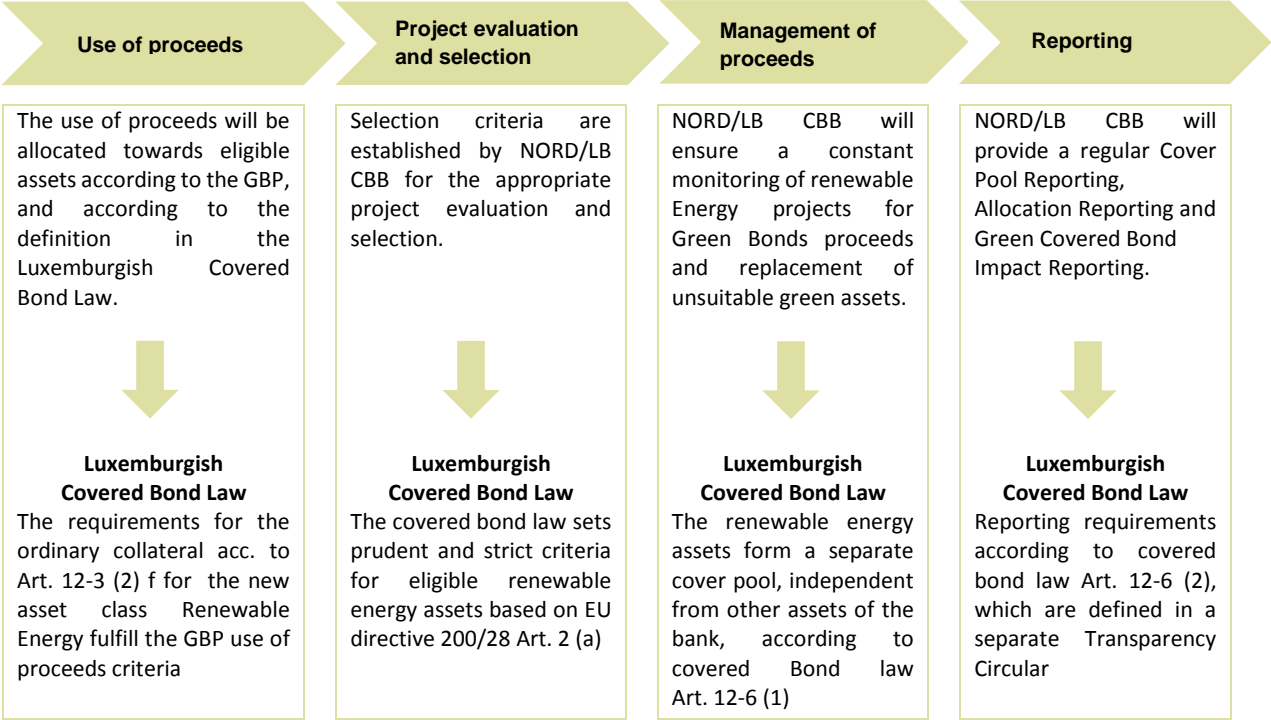 Use of proceeds
The use of proceeds will be
allocated towards eligible
assets according to the GBP,
and according to the
definition in the
Luxemburgish Covered
Bond Law.
Luxemburgish
Covered Bond Law
The requirements for the
ordinary collateral acc. to
Art. 12-3 (2) f for the new
asset class Renewable
Energy fulfill the GBP use of
proceeds criteria
Project evaluation
and selection
Selection criteria are
established by NORD/LB
CBB for the appropriate
project evaluation and
selection.
Luxemburgish
Covered Bond Law
The covered bond law sets
prudent and strict criteria
for eligible renewable
energy assets based on EU
directive 200/28 Art. 2 (a)
Management of
proceeds
NORD/LB CBB will
ensure a constant
monitoring of renewable
Energy projects for
Green Bonds proceeds
and replacement of
unsuitable green assets.
Luxemburgish
Covered Bond Law
The renewable energy
assets form a separate
cover pool, independent
from other assets of the
bank, according to
covered Bond law
Art. 12-6 (1)
Reporting
NORD/LB CBB will
provide a regular Cover
Pool Reporting,
Allocation Reporting and
Green Covered Bond
Impact Reporting.
Luxemburgish
Covered Bond Law
Reporting requirements
according to covered
bond law Art. 12-6 (2),
which are defined in a
separate Transparency
Circular